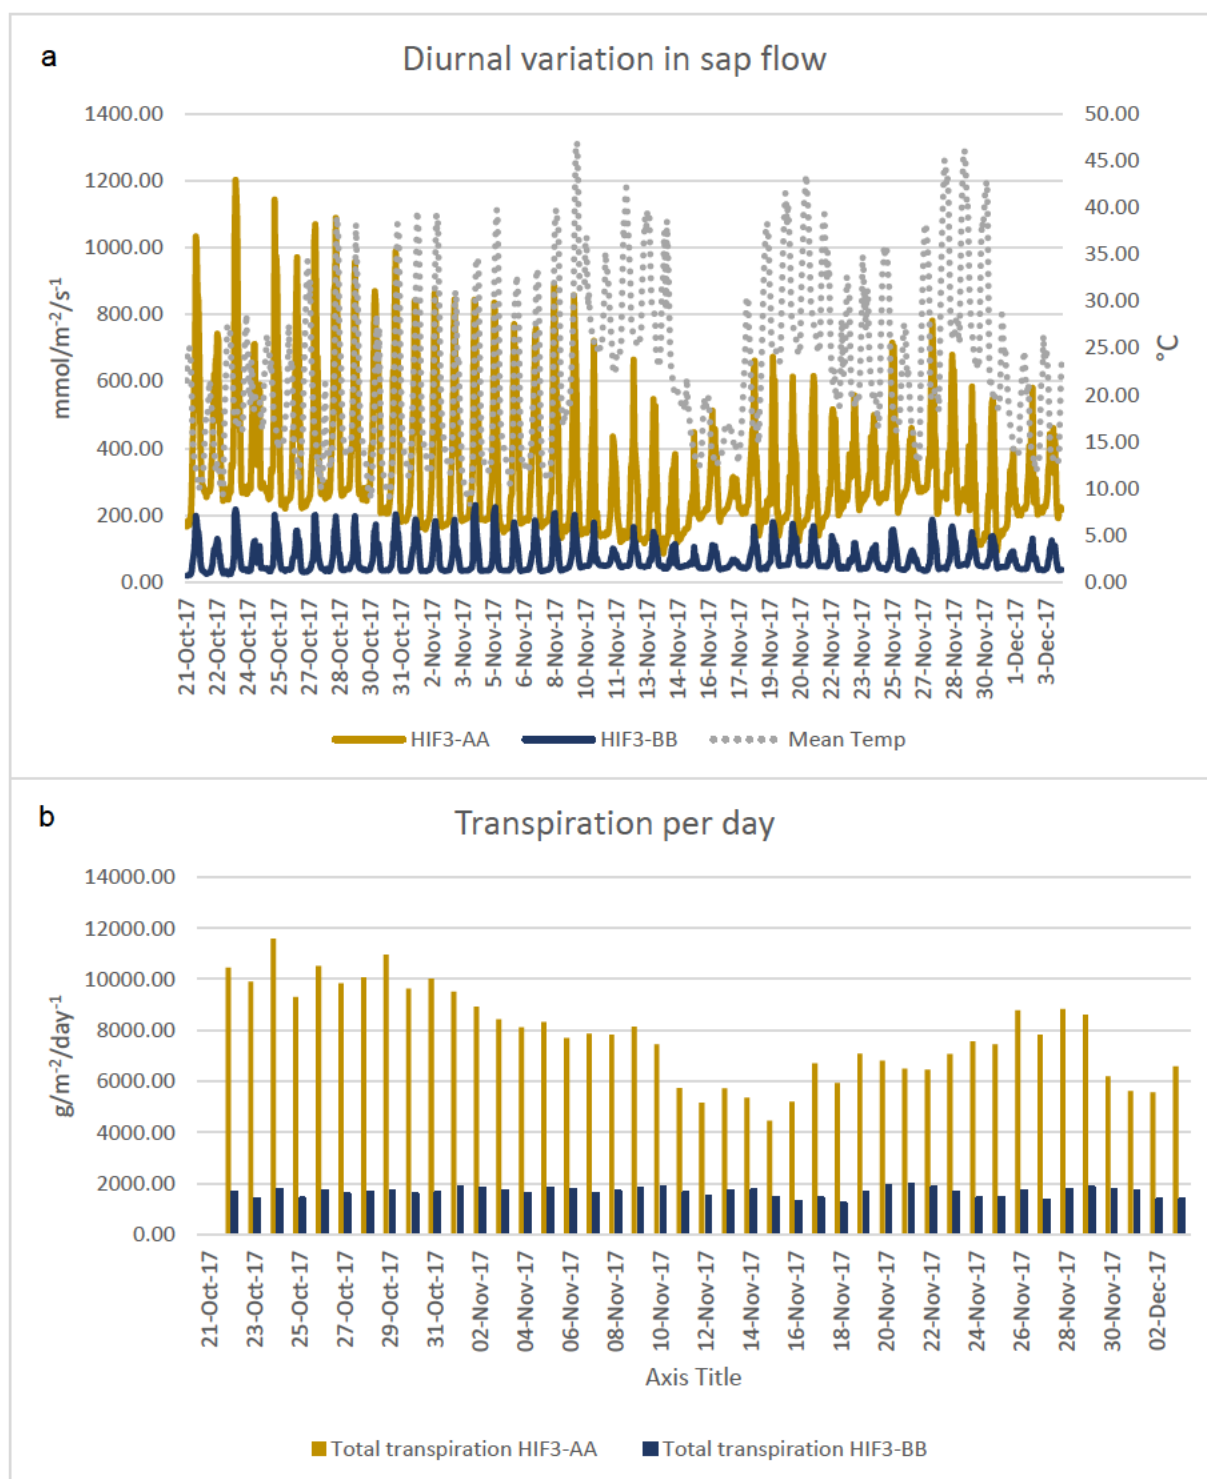 a
Diurnal variation in sap flow
1400.00
1200.00
1000.00
800.00
600.00
400.00
200.00
0.00
mmol/m⁻²/s⁻¹
50.00
45.00
40.00
35.00
30.00
25.00
20.00
15.00
10.00
5.00
0.00
°C
21-Oct-17
22-Oct-17
24-Oct-17
25-Oct-17
27-Oct-17
28-Oct-17
30-Oct-17
31-Oct-17
2-Nov-17
3-Nov-17
5-Nov-17
6-Nov-17
8-Nov-17
10-Nov-17
11-Nov-17
13-Nov-17
14-Nov-17
16-Nov-17
17-Nov-17
19-Nov-17
20-Nov-17
22-Nov-17
23-Nov-17
25-Nov-17
27-Nov-17
28-Nov-17
30-Nov-17
1-Dec-17
3-Dec-17
HIF3-AA HIF3-BB Mean Temp
b
Transpiration per day
14000.00
12000.00
10000.00
8000.00
6000.00
4000.00
2000.00
0.00
g/m⁻²/day⁻¹
21-Oct-17
23-Oct-17
25-Oct-17
27-Oct-17
29-Oct-17
31-Oct-17
02-Nov-17
04-Nov-17
06-Nov-17
08-Nov-17
10-Nov-17
12-Nov-17
14-Nov-17
16-Nov-17
18-Nov-17
20-Nov-17
22-Nov-17
24-Nov-17
26-Nov-17
28-Nov-17
30-Nov-17
02-Dec-17
Axis Title
Total transpiration HIF3-AA Total transpiration HIF3-BB